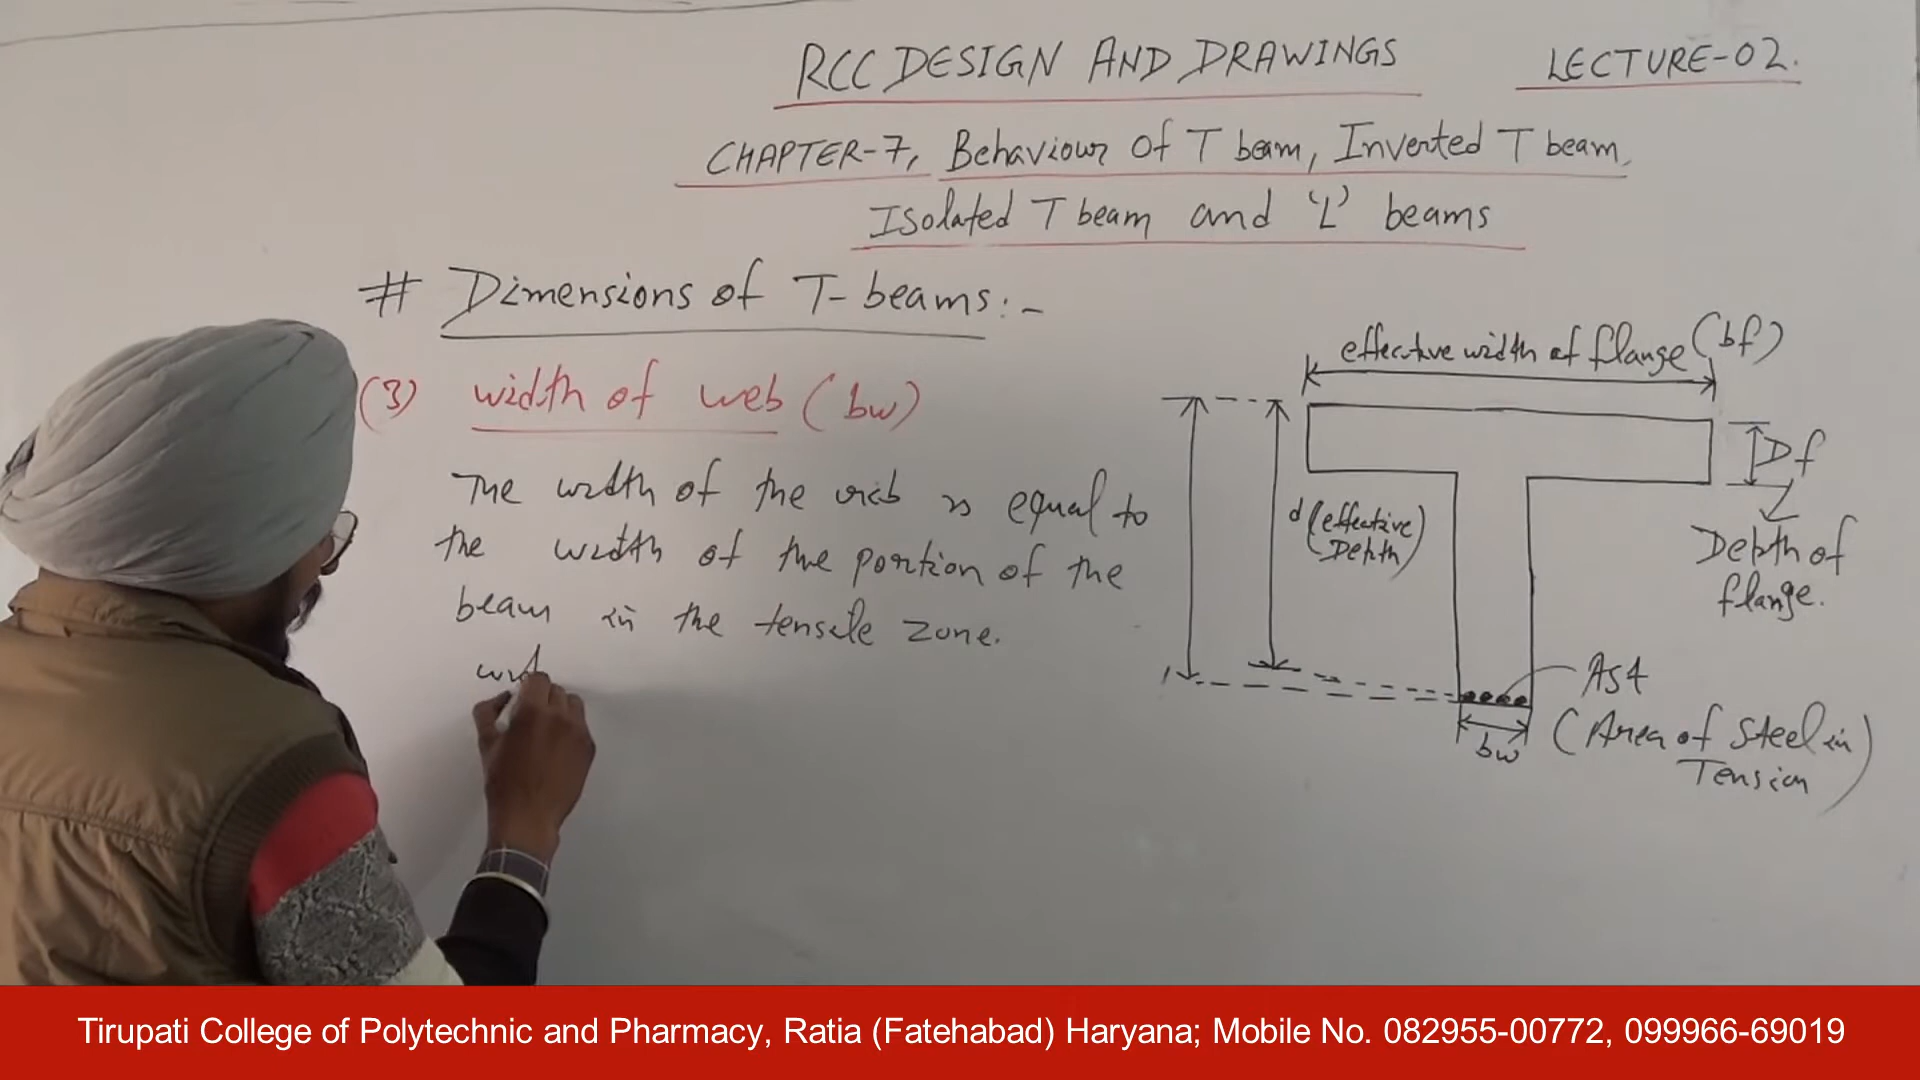 RCC DESIGN AND DRAWINGS LECTURE-02.
CHAPTER-7, Behaviour Of T beam, Inverted T beam,
Isolated T beam and 'L' beams
# Dimensions of T-beams:-
(3) width of web (bw)
The width of the web is equal to
the width of the portion of the
beam in the tensile zone.
effective width of flange (bf)
Df
d (effective
Depth)
Depth of
flange.
Ast
(Area of Steel in
Tension)
bw
Tirupati College of Polytechnic and Pharmacy, Ratia (Fatehabad) Haryana; Mobile No. 082955-00772, 099966-69019